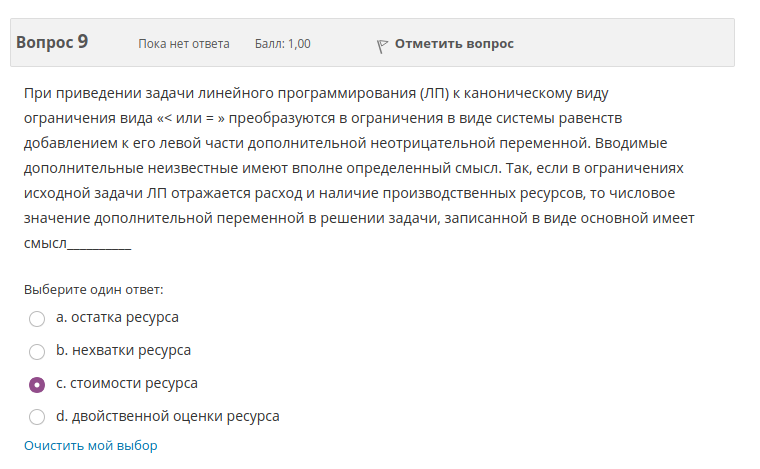 Вопрос 9 Пока нет ответа Балл: 1,00 Отметить вопрос
При приведении задачи линейного программирования (ЛП) к каноническому виду
ограничения вида «< или = » преобразуются в ограничения в виде системы равенств
добавлением к его левой части дополнительной неотрицательной переменной. Вводимые
дополнительные неизвестные имеют вполне определенный смысл. Так, если в ограничениях
исходной задачи ЛП отражается расход и наличие производственных ресурсов, то числовое
значение дополнительной переменной в решении задачи, записанной в виде основной имеет
смысл__________
Выберите один ответ:
a. остатка ресурса
b. нехватки ресурса
c. стоимости ресурса
d. двойственной оценки ресурса
Очистить мой выбор